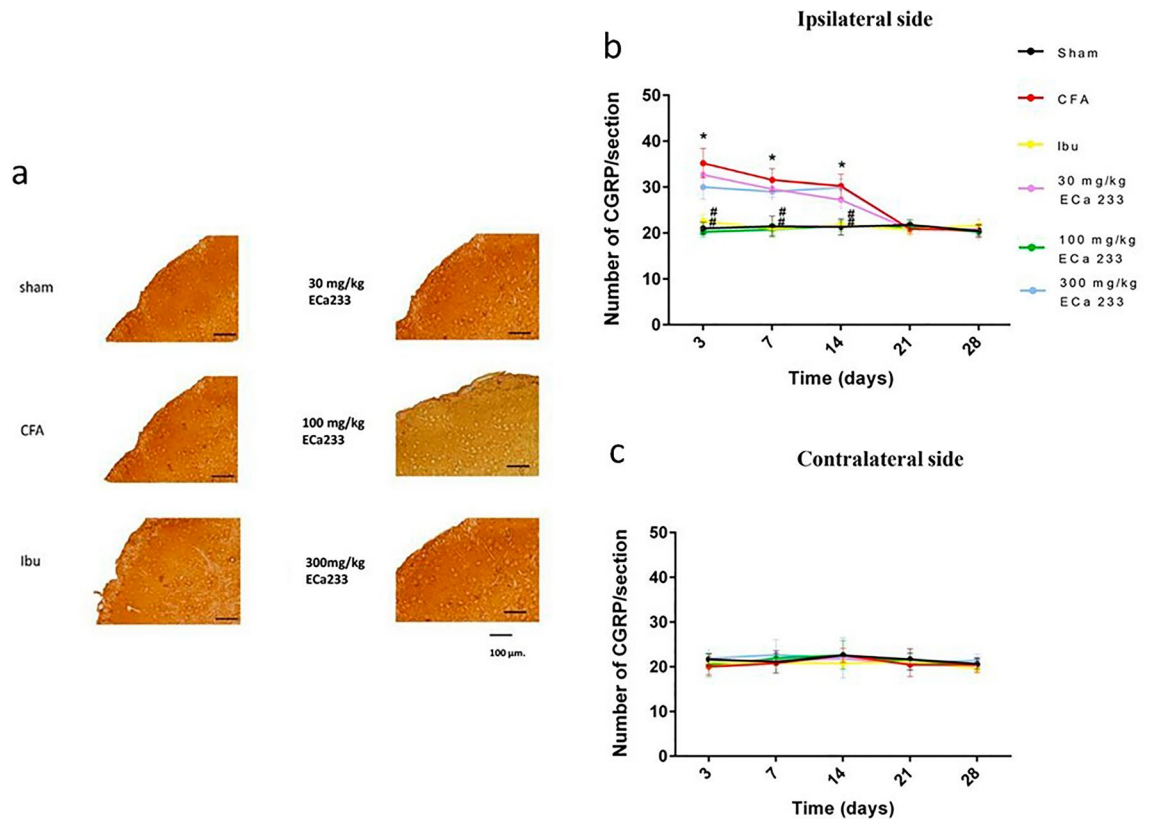 a
sham
30 mg/kg
ECa233
CFA
100 mg/kg
ECa233
Ibu
300mg/kg
ECa233
100 µm.
b
Ipsilateral side
Number of CGRP/section
50
40
30
20
10
0
*
*
*
#
#
#
#
#
#
3
7
14
21
28
Time (days)
Sham
CFA
Ibu
30 mg/kg
ECa 233
100 mg/kg
ECa 233
300 mg/kg
ECa 233
c
Contralateral side
Number of CGRP/section
50
40
30
20
10
0
3
7
14
21
28
Time (days)